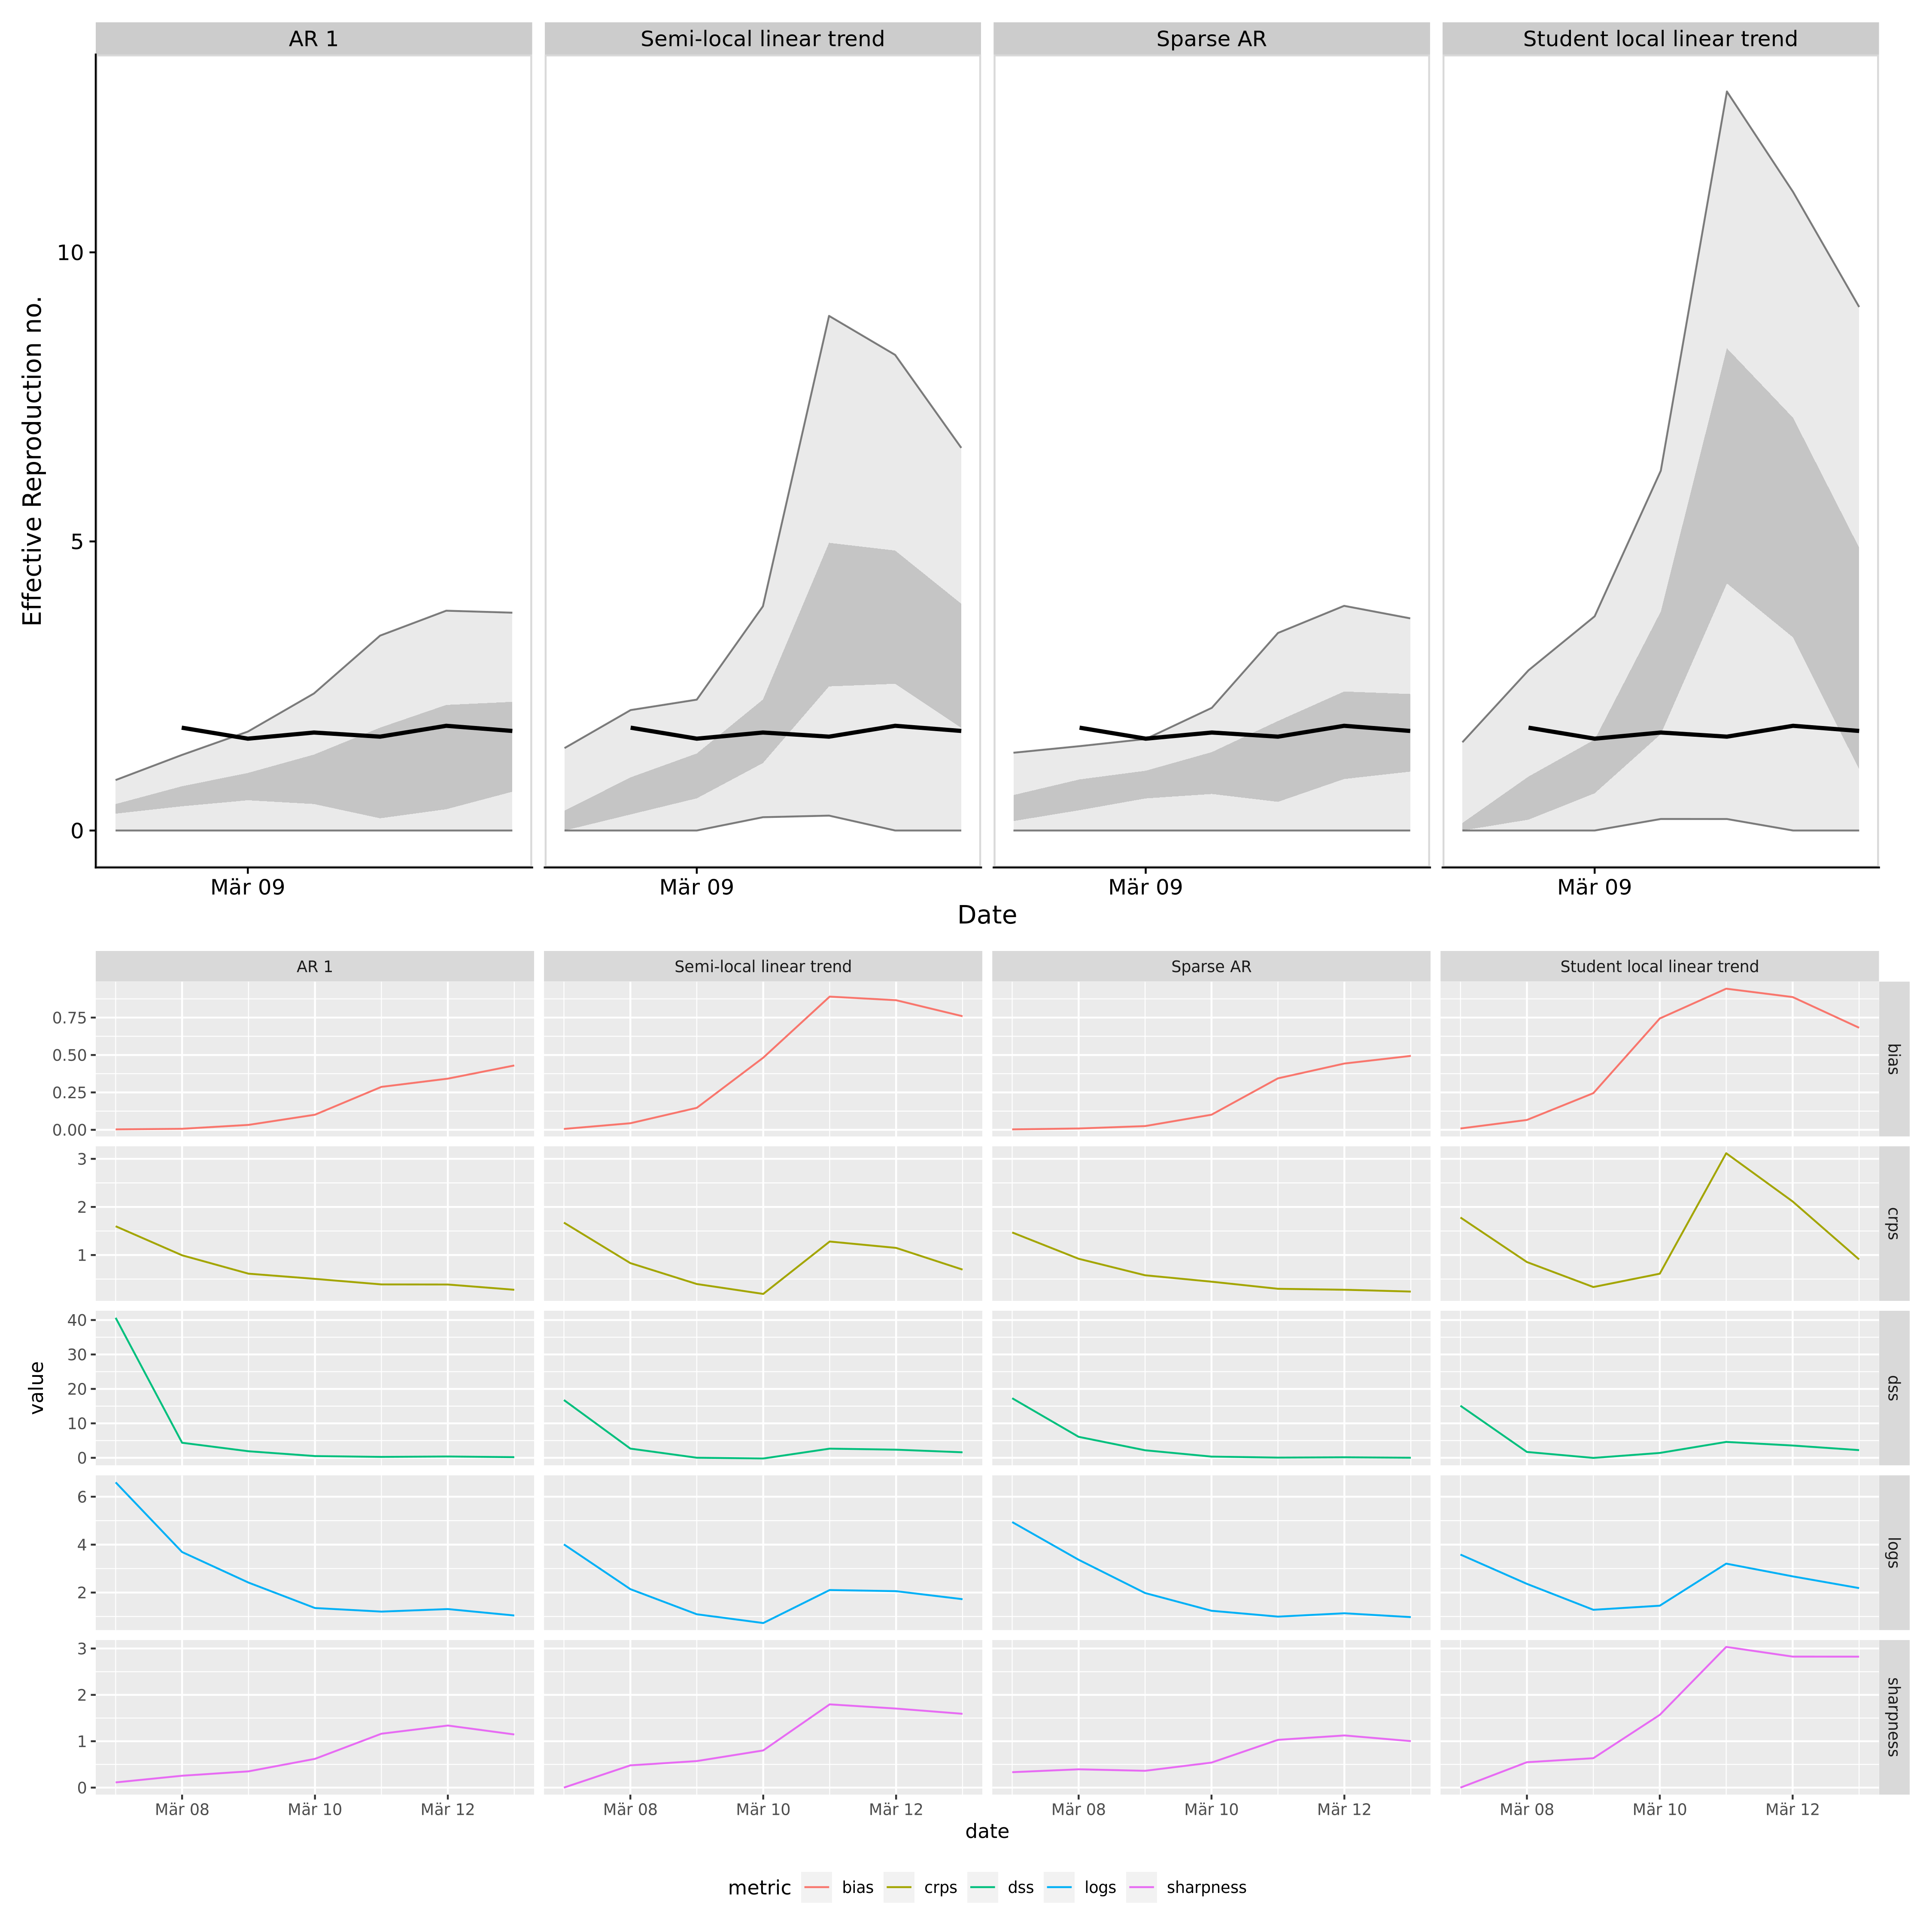 AR 1 Semi-local linear trend Sparse AR Student local linear trend
Effective Reproduction no.
10
5
0
Mär 09 Mär 09 Mär 09 Mär 09
Date
AR 1 Semi-local linear trend Sparse AR Student local linear trend
value
0.75
0.50
0.25
0.00
bias
3
2
1
crps
40
30
20
10
0
dss
6
4
2
logs
3
2
1
0
sharpness
Mär 08 Mär 10 Mär 12 Mär 08 Mär 10 Mär 12 Mär 08 Mär 10 Mär 12 Mär 08 Mär 10 Mär 12
date
metric bias crps dss logs sharpness